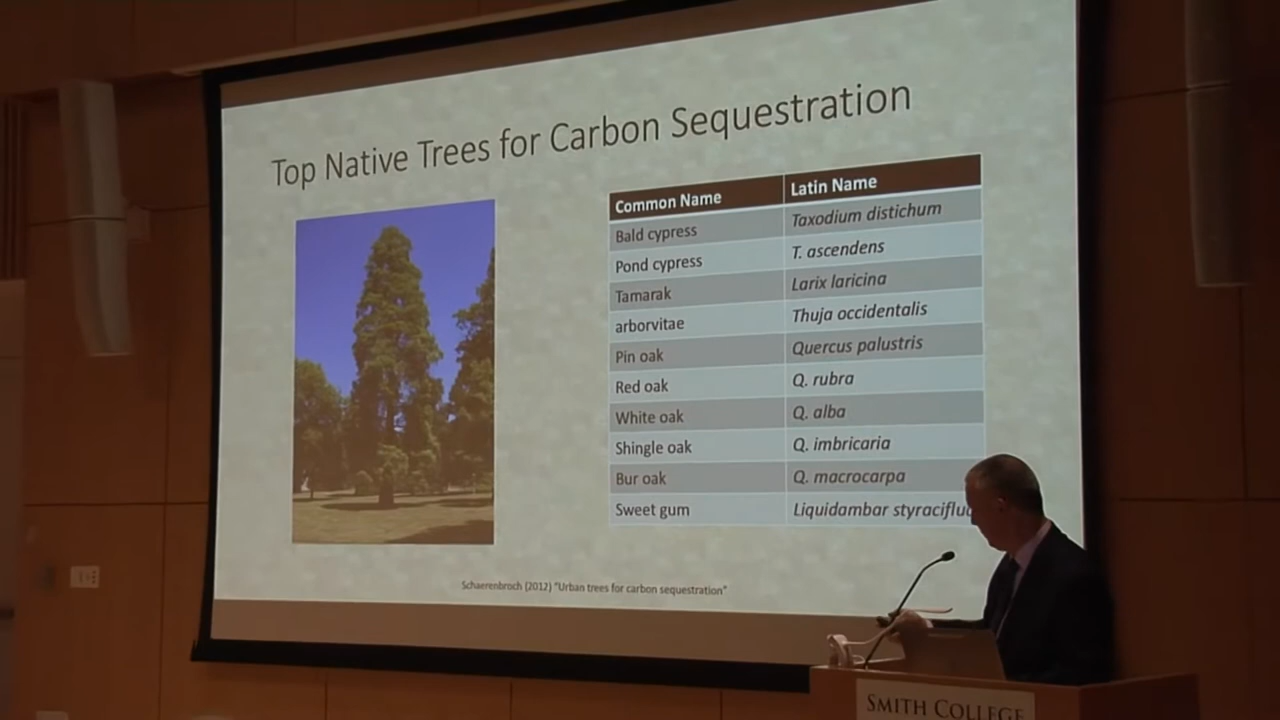 Top Native Trees for Carbon Sequestration
Common Name Latin Name
Bald cypress Taxodium distichum
Pond cypress T. ascendens
Tamarak Larix laricina
arborvitae Thuja occidentalis
Pin oak Quercus palustris
Red oak Q. rubra
White oak Q. alba
Shingle oak Q. imbricaria
Bur oak Q. macrocarpa
Sweet gum Liquidambar styraciflua
Schaerenbroch (2012) "Urban trees for carbon sequestration"
SMITH COLLEGE